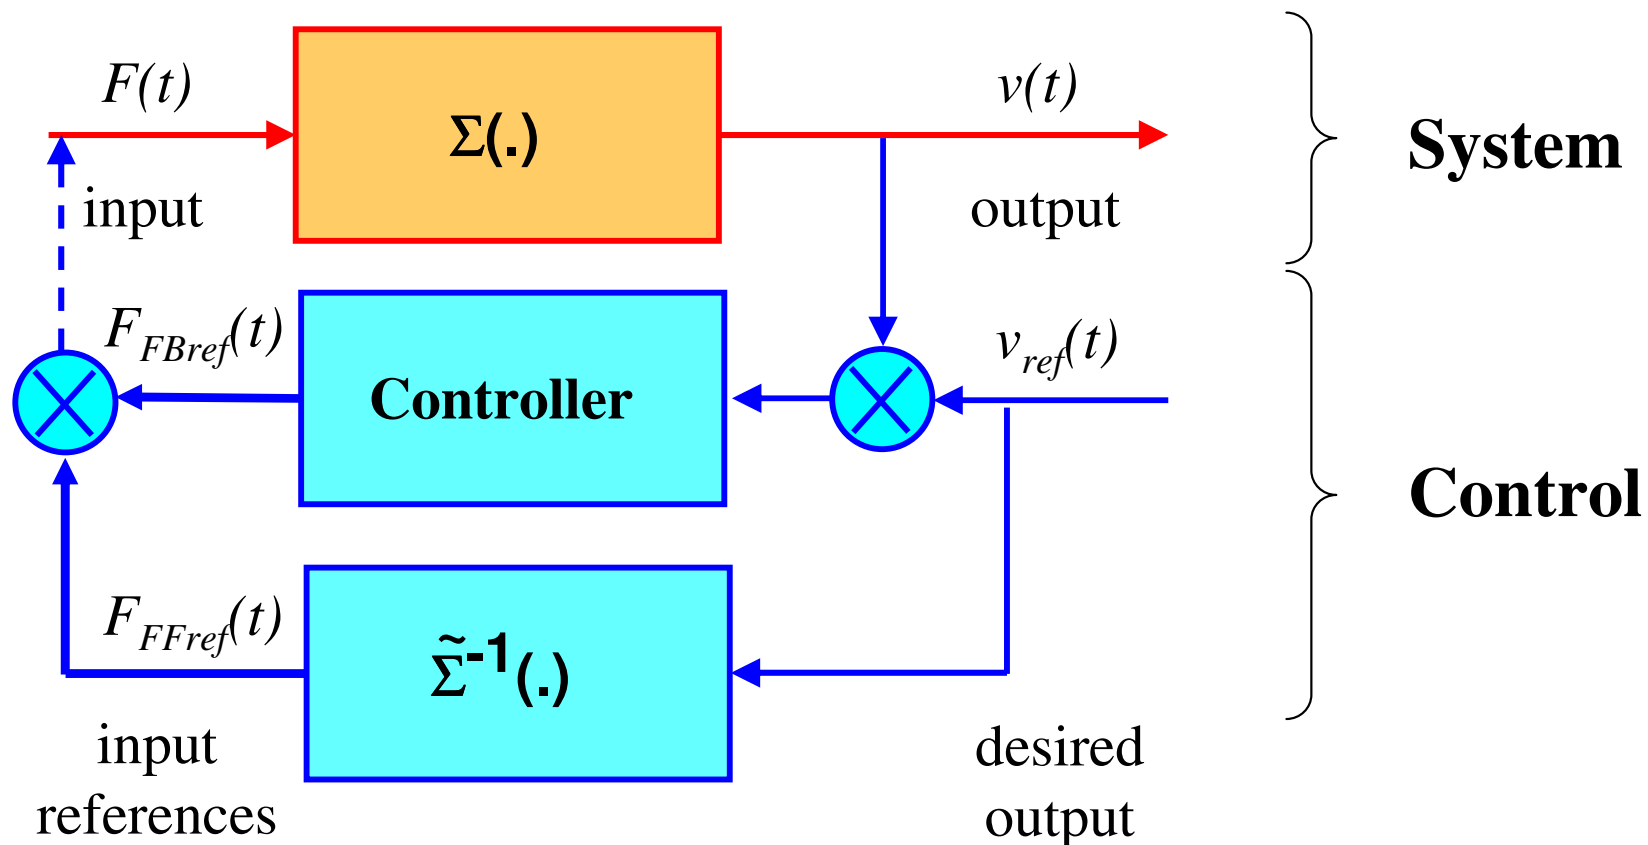 F(t)
Σ(.)
v(t)
System
input
output
F_FBref(t)
Controller
v_ref(t)
Control
F_FFref(t)
Σ̃⁻¹(.)
input
references
desired
output